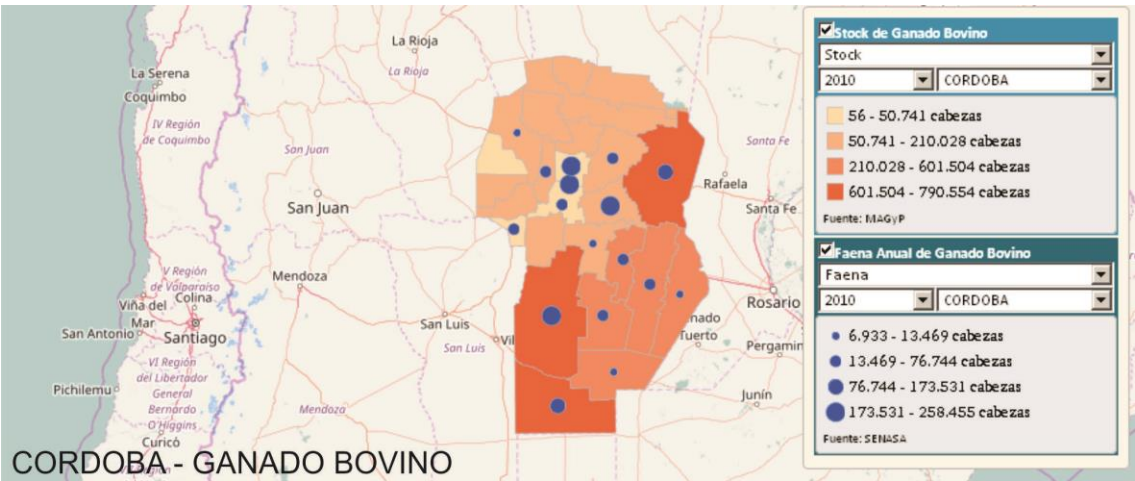 La Rioja
La Rioja
La Serena
Coquimbo
IV Región
de Coquimbo
San Juan
San Juan
Santa Fe
Rafaela
Santa Fe
Mendoza
V Región
de Valparaíso
Colina
Viña del
Mar
San Antonio
Santiago
San Luis
San Luis
Vil
Rosario
nado
Tuerto
Pergamin
VI Región
del Libertador
General
Bernardo
O'Higgins
Pichilemu
Mendoza
Junín
Curicó
CORDOBA - GANADO BOVINO
Stock de Ganado Bovino
Stock
2010 CORDOBA
56 - 50.741 cabezas
50.741 - 210.028 cabezas
210.028 - 601.504 cabezas
601.504 - 790.554 cabezas
Fuente: MAGyP
Faena Anual de Ganado Bovino
Faena
2010 CORDOBA
6.933 - 13.469 cabezas
13.469 - 76.744 cabezas
76.744 - 173.531 cabezas
173.531 - 258.455 cabezas
Fuente: SENASA